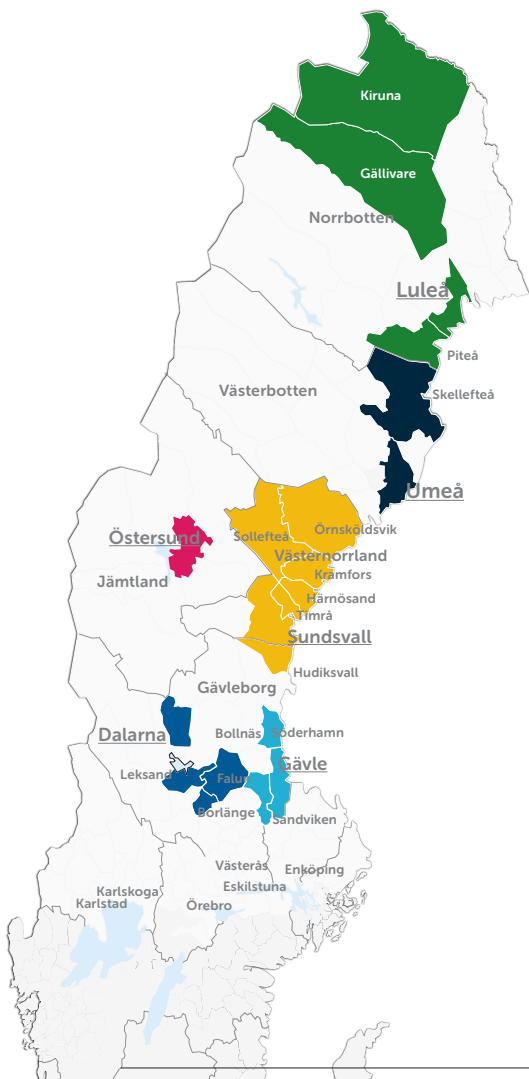 Kiruna
Gällivare
Norrbotten
Luleå
Piteå
Västerbotten
Skellefteå
Umeå
Örnsköldsvik
Sollefteå
Östersund
Västernorrland
Kramfors
Jämtland
Härnösand
Timrå
Sundsvall
Hudiksvall
Gävleborg
Dalarna
Bollnäs
Söderhamn
Gävle
Leksand
Falun
Borlänge
Sandviken
Västerås
Enköping
Eskilstuna
Karlskoga
Karlstad
Örebro